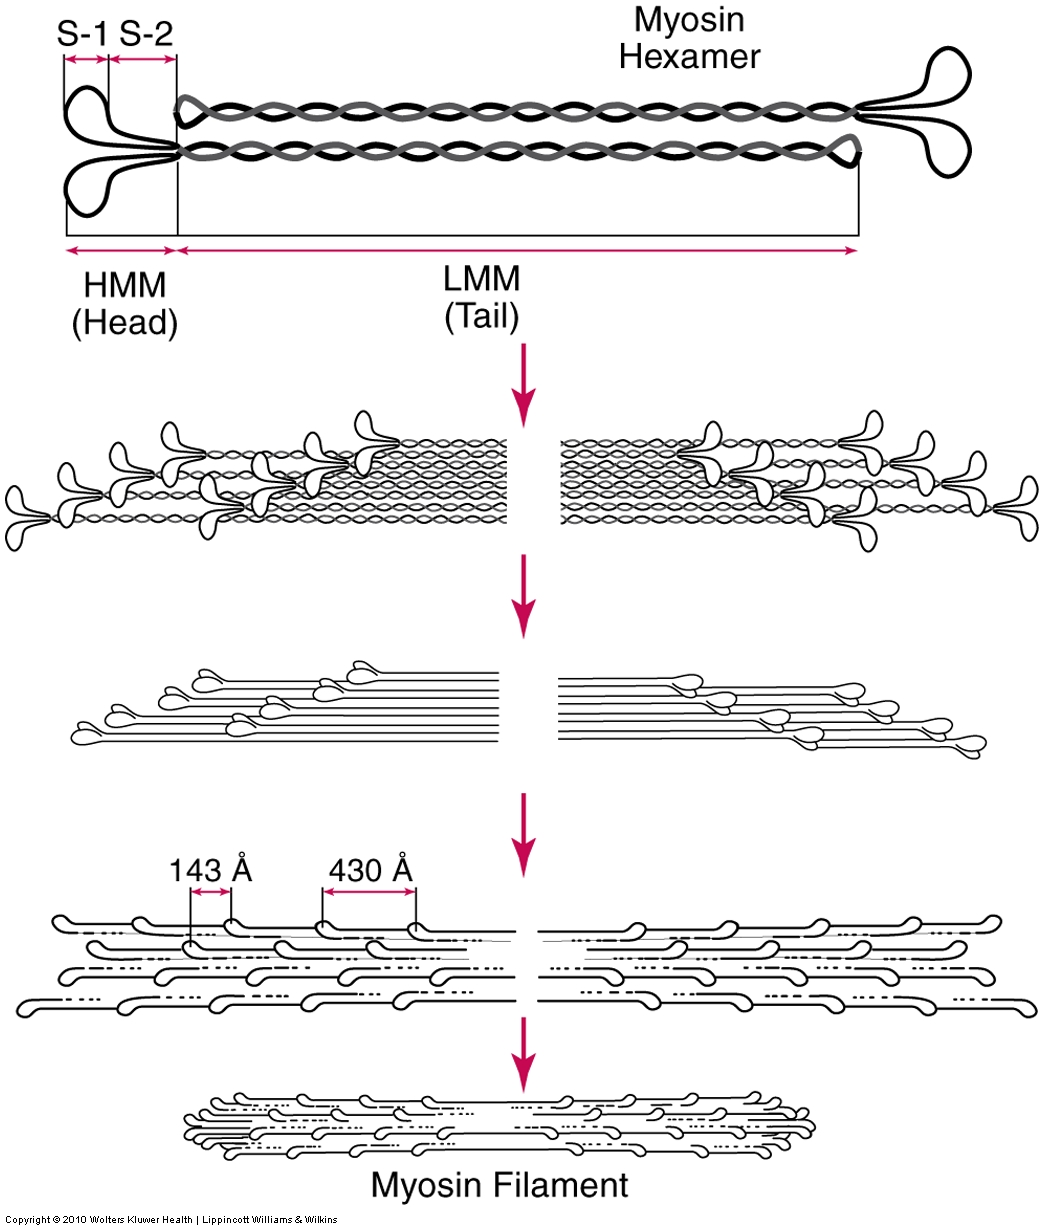 S-1 S-2
Myosin
Hexamer
HMM
(Head)
LMM
(Tail)
143 Å
430 Å
Myosin Filament
Copyright © 2010 Wolters Kluwer Health | Lippincott Williams & Wilkins